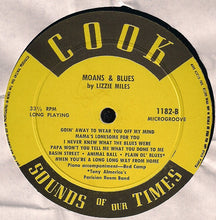 COOK
MOANS & BLUES
by LIZZIE MILES
33⅓ RPM
LONG PLAYING
1182-B
MICROGROOVE
GOIN' AWAY TO WEAR YOU OFF MY MIND
MAMA'S LONESOME FOR YOU
I NEVER KNEW WHAT THE BLUES WERE
PAPA WON'T YOU TELL MAMA YOU DONE TO ME
BASIN STREET - ANIMAL BALL - PLAIN OL' BLUES*
WHEN YOU'RE A LONG LONG WAY FROM HOME
Piano accompaniment—Red Camp
*Tony Almerico's
Parisian Room Band
SOUNDS OF OUR TIMES